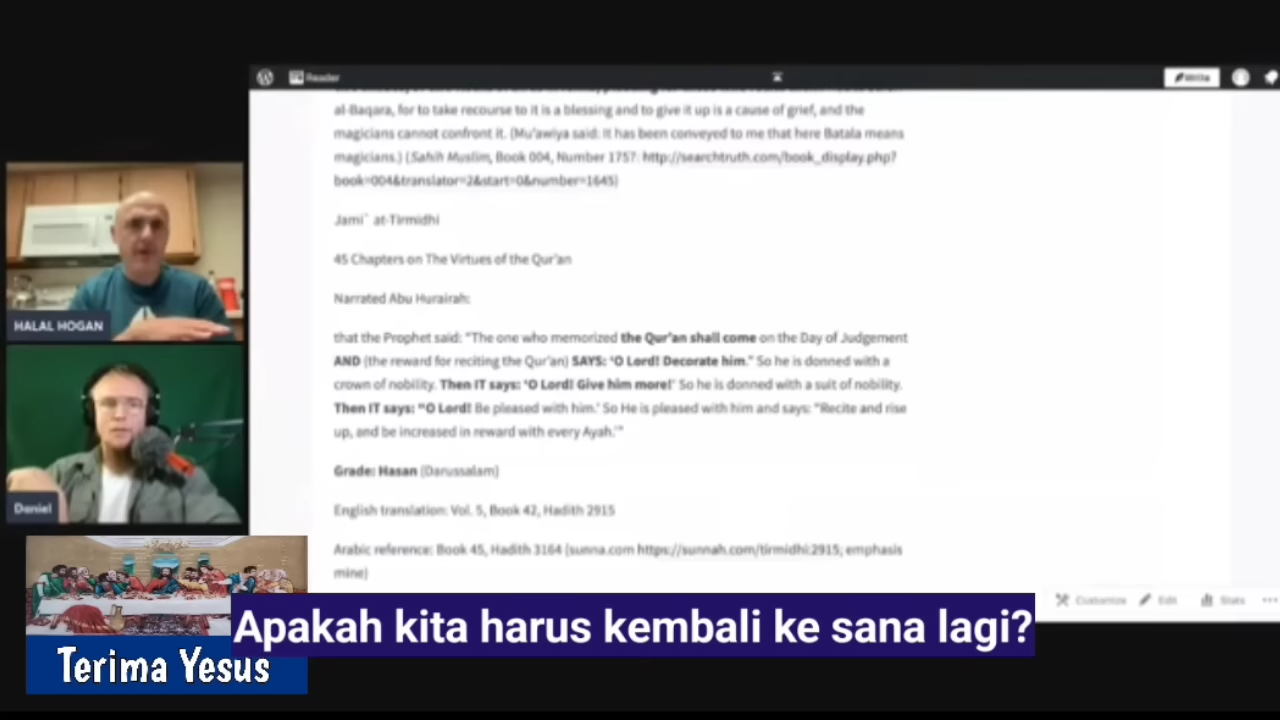 Reader
Write
al-Baqara, for to take recourse to it is a blessing and to give it up is a cause of grief, and the
magicians cannot confront it. (Mu'awiya said: It has been conveyed to me that here Batala means
magicians.) (Sahih Muslim, Book 004, Number 1757: http://searchtruth.com/book_display.php?
book=004&translator=2&start=0&number=1645)
Jami` at-Tirmidhi
45 Chapters on The Virtues of the Qur'an
Narrated Abu Hurairah:
that the Prophet said: "The one who memorized the Qur'an shall come on the Day of Judgement
AND (the reward for reciting the Qur'an) SAYS: 'O Lord! Decorate him." So he is donned with a
crown of nobility. Then IT says: 'O Lord! Give him more!' So he is donned with a suit of nobility.
Then IT says: "O Lord! Be pleased with him.' So He is pleased with him and says: "Recite and rise
up, and be increased in reward with every Ayah.'"
Grade: Hasan (Darussalam)
English translation: Vol. 5, Book 42, Hadith 2915
Arabic reference: Book 45, Hadith 3164 (sunna.com https://sunnah.com/tirmidhi:2915; emphasis
mine)
Customize Edit Stats
HALAL HOGAN
Daniel
Apakah kita harus kembali ke sana lagi?
Terima Yesus